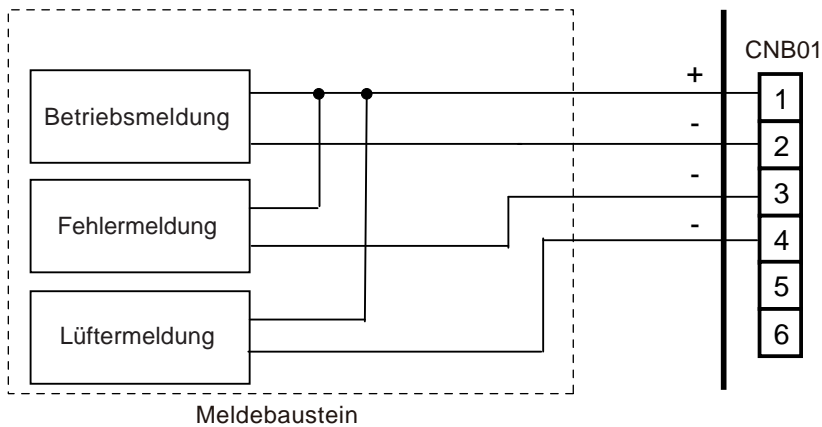 CNB01
+
1
Betriebsmeldung
-
2
-
3
Fehlermeldung
-
4
5
Lüftermeldung
6
Meldebaustein